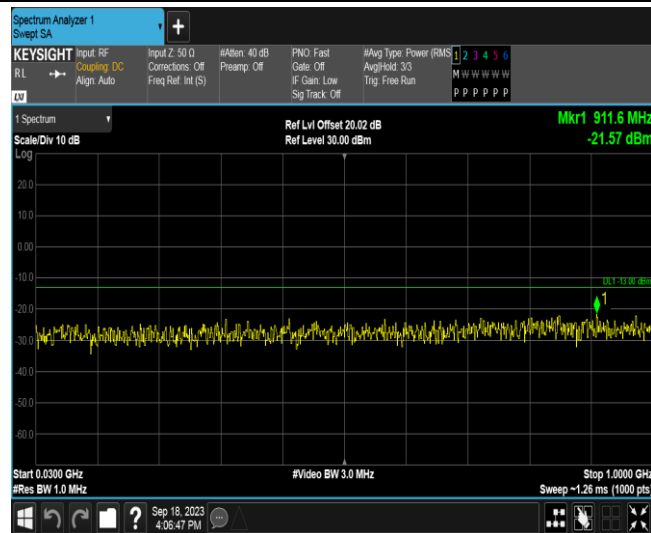 Spectrum Analyzer 1
Swept SA
+
KEYSIGHT
RL
LXI
Input: RF
Coupling: DC
Align: Auto
Input Z: 50 Ω
Corrections: Off
Freq Ref: Int (S)
#Atten: 40 dB
Preamp: Off
PNO: Fast
Gate: Off
IF Gain: Low
Sig Track: Off
#Avg Type: Power (RMS
Avg|Hold: 3/3
Trig: Free Run
1 2 3 4 5 6
M W W W W W
P P P P P P
1 Spectrum
Scale/Div 10 dB
Log
Ref Lvl Offset 20.02 dB
Ref Level 30.00 dBm
Mkr1 911.6 MHz
-21.57 dBm
20.0
10.0
0.00
-10.0
-20.0
-30.0
-40.0
-50.0
-60.0
DL1 -13.00 dBm
1
Start 0.0300 GHz
#Res BW 1.0 MHz
#Video BW 3.0 MHz
Stop 1.0000 GHz
Sweep ~1.26 ms (1000 pts)
?
Sep 18, 2023
4:06:47 PM